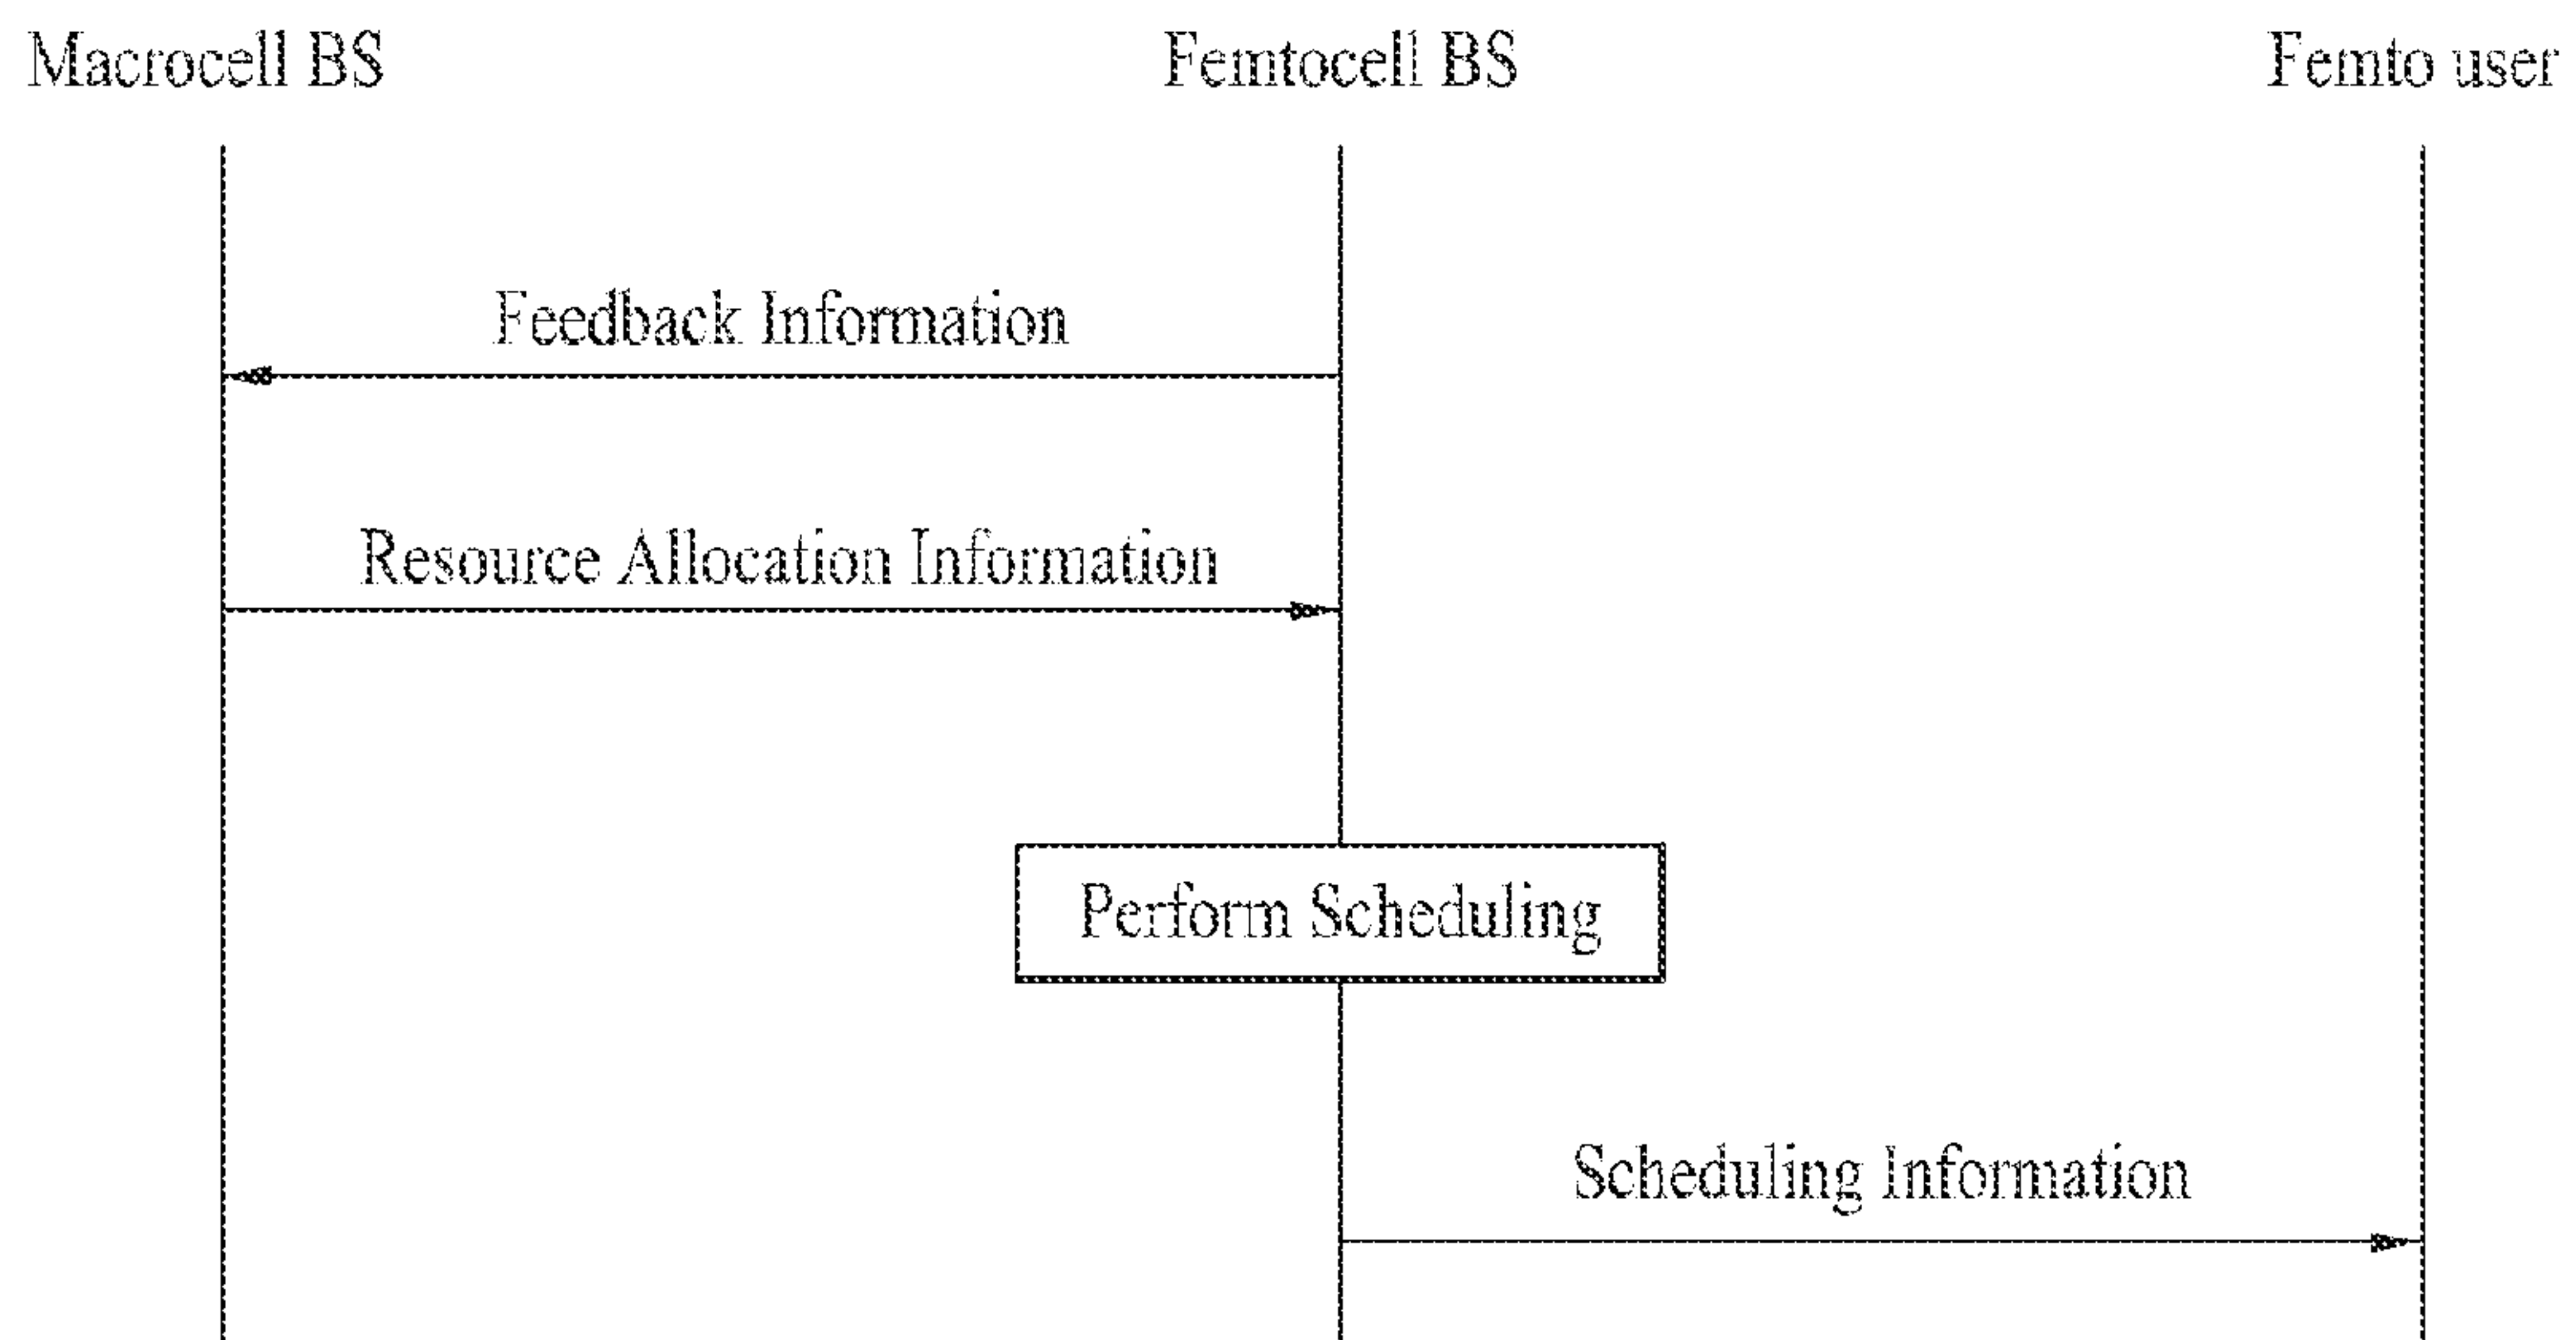 Macrocell BS
Femtocell BS
Femto user
Feedback Information
Resource Allocation Information
Perform Scheduling
Scheduling Information